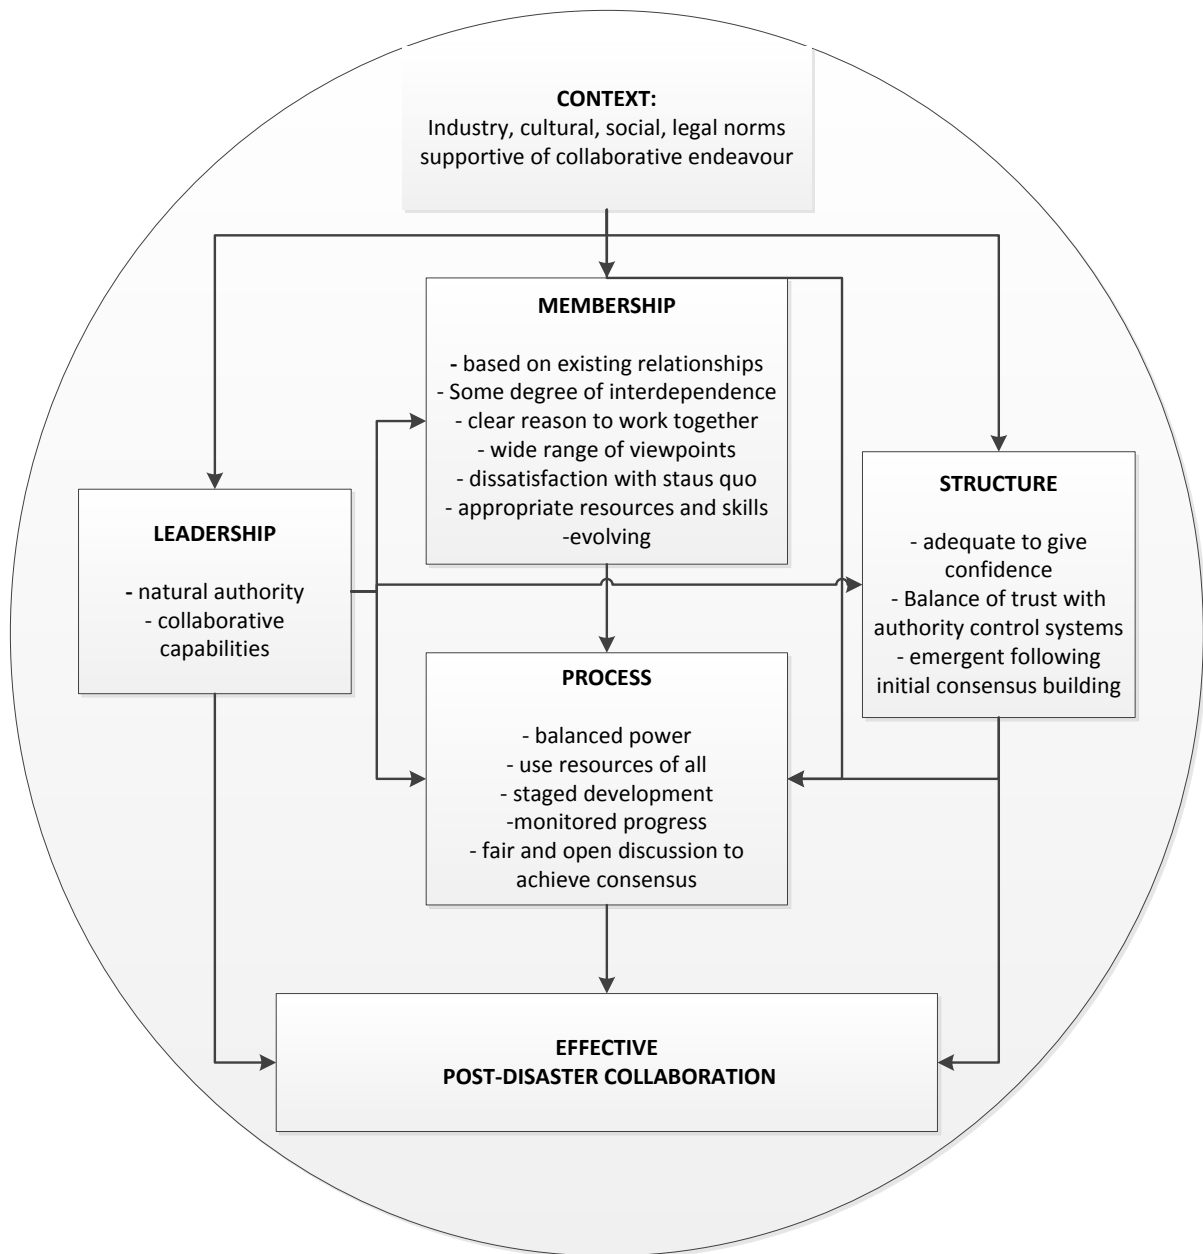 CONTEXT:
Industry, cultural, social, legal norms
supportive of collaborative endeavour
MEMBERSHIP
- based on existing relationships
- Some degree of interdependence
- clear reason to work together
- wide range of viewpoints
- dissatisfaction with staus quo
- appropriate resources and skills
-evolving
LEADERSHIP
- natural authority
- collaborative
capabilities
STRUCTURE
- adequate to give
confidence
- Balance of trust with
authority control systems
- emergent following
initial consensus building
PROCESS
- balanced power
- use resources of all
- staged development
-monitored progress
- fair and open discussion to
achieve consensus
EFFECTIVE
POST-DISASTER COLLABORATION